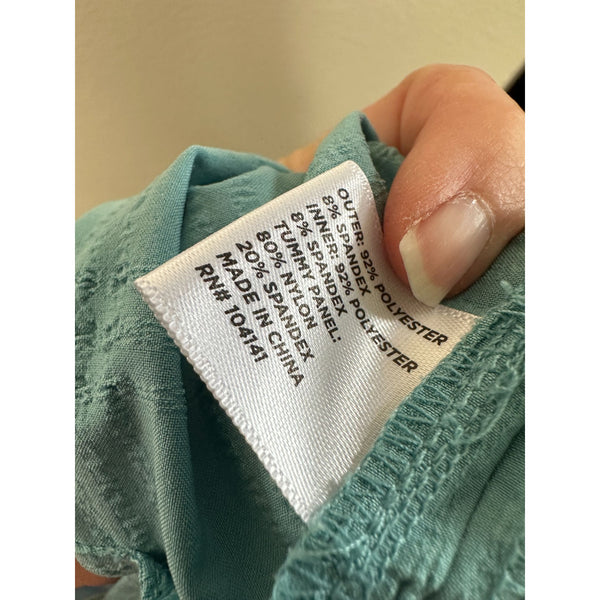 OUTER: 92% POLYESTER
8% SPANDEX
INNER: 92% POLYESTER
8% SPANDEX
TUMMY PANEL:
80% NYLON
20% SPANDEX
MADE IN CHINA
RN# 104141